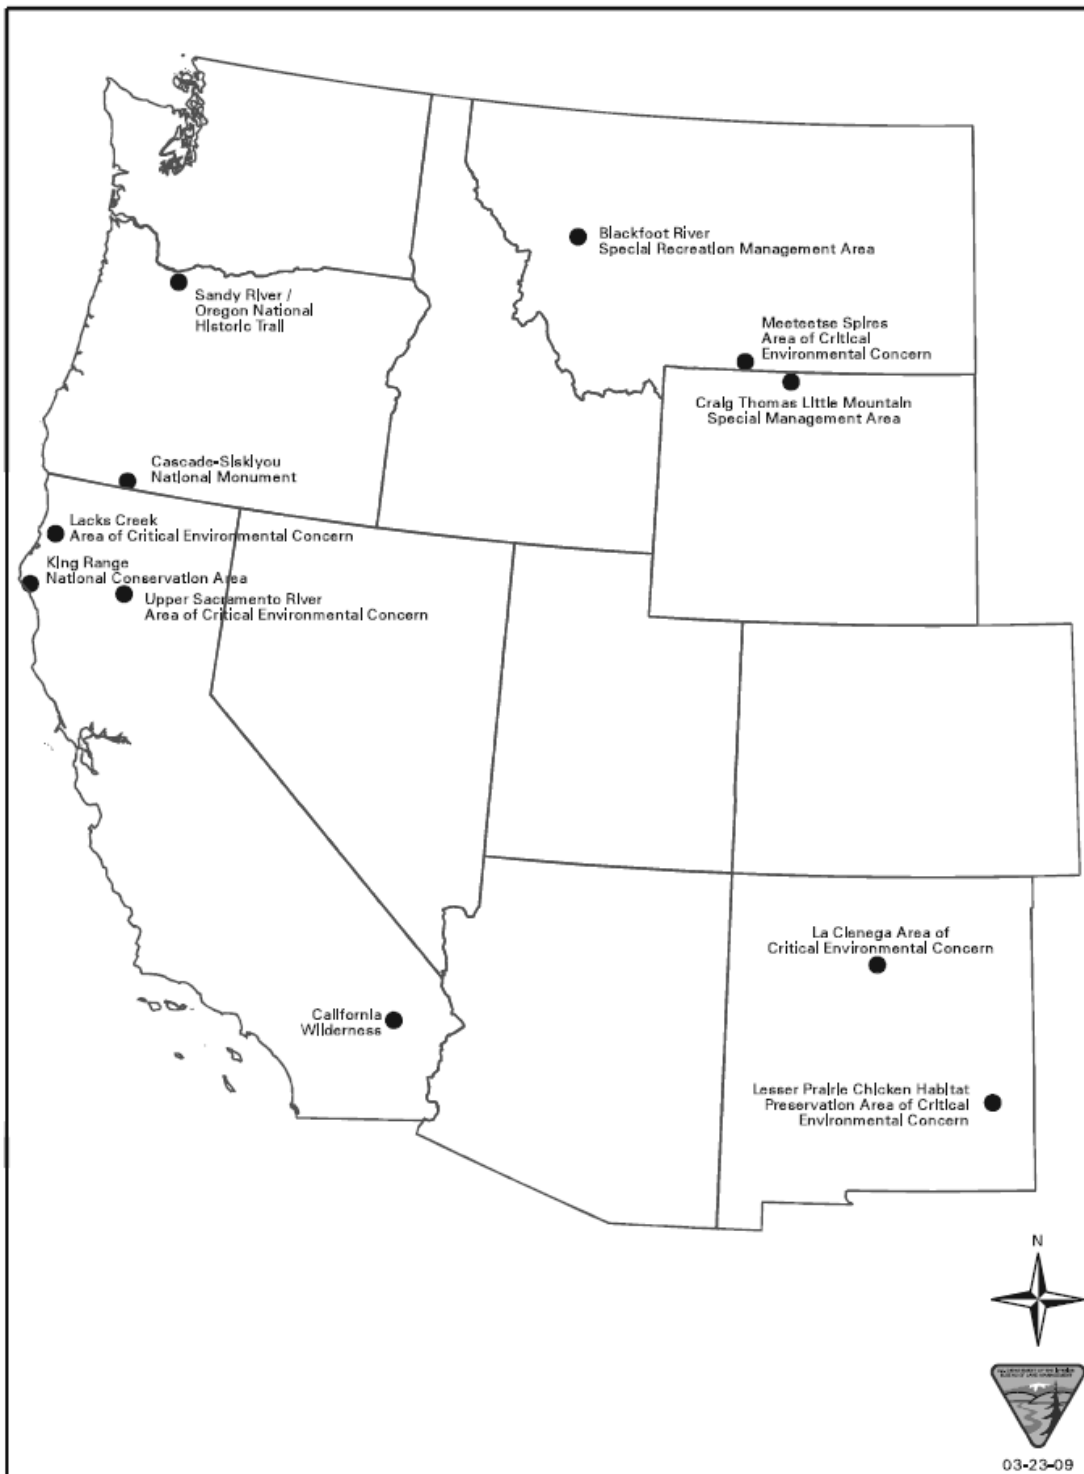 Blackfoot River
Special Recreation Management Area
Sandy River /
Oregon National
Historic Trail
Meeteetse Spires
Area of Critical
Environmental Concern
Craig Thomas Little Mountain
Special Management Area
Cascade-Siskiyou
National Monument
Lacks Creek
Area of Critical Environmental Concern
King Range
National Conservation Area
Upper Sacramento River
Area of Critical Environmental Concern
La Cienega Area of
Critical Environmental Concern
California
Wilderness
Lesser Prairie Chicken Habitat
Preservation Area of Critical
Environmental Concern
N
03-23-09